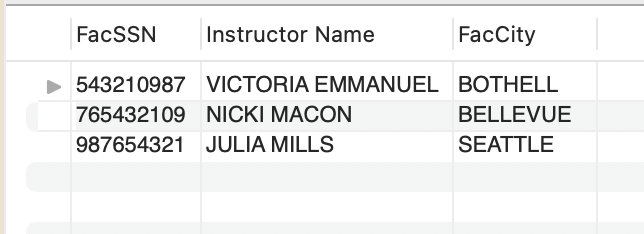 FacSSN Instructor Name FacCity
543210987 VICTORIA EMMANUEL BOTHELL
765432109 NICKI MACON BELLEVUE
987654321 JULIA MILLS SEATTLE